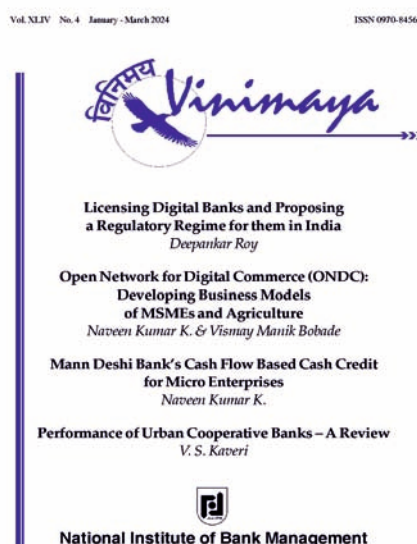 Vol. XLIV No. 4 January - March 2024 ISSN 0970-8456
विनिमय
Vinimaya
Licensing Digital Banks and Proposing
a Regulatory Regime for them in India
Deepankar Roy
Open Network for Digital Commerce (ONDC):
Developing Business Models
of MSMEs and Agriculture
Naveen Kumar K. & Vismay Manik Bobade
Mann Deshi Bank's Cash Flow Based Cash Credit
for Micro Enterprises
Naveen Kumar K.
Performance of Urban Cooperative Banks – A Review
V. S. Kaveri
National Institute of Bank Management